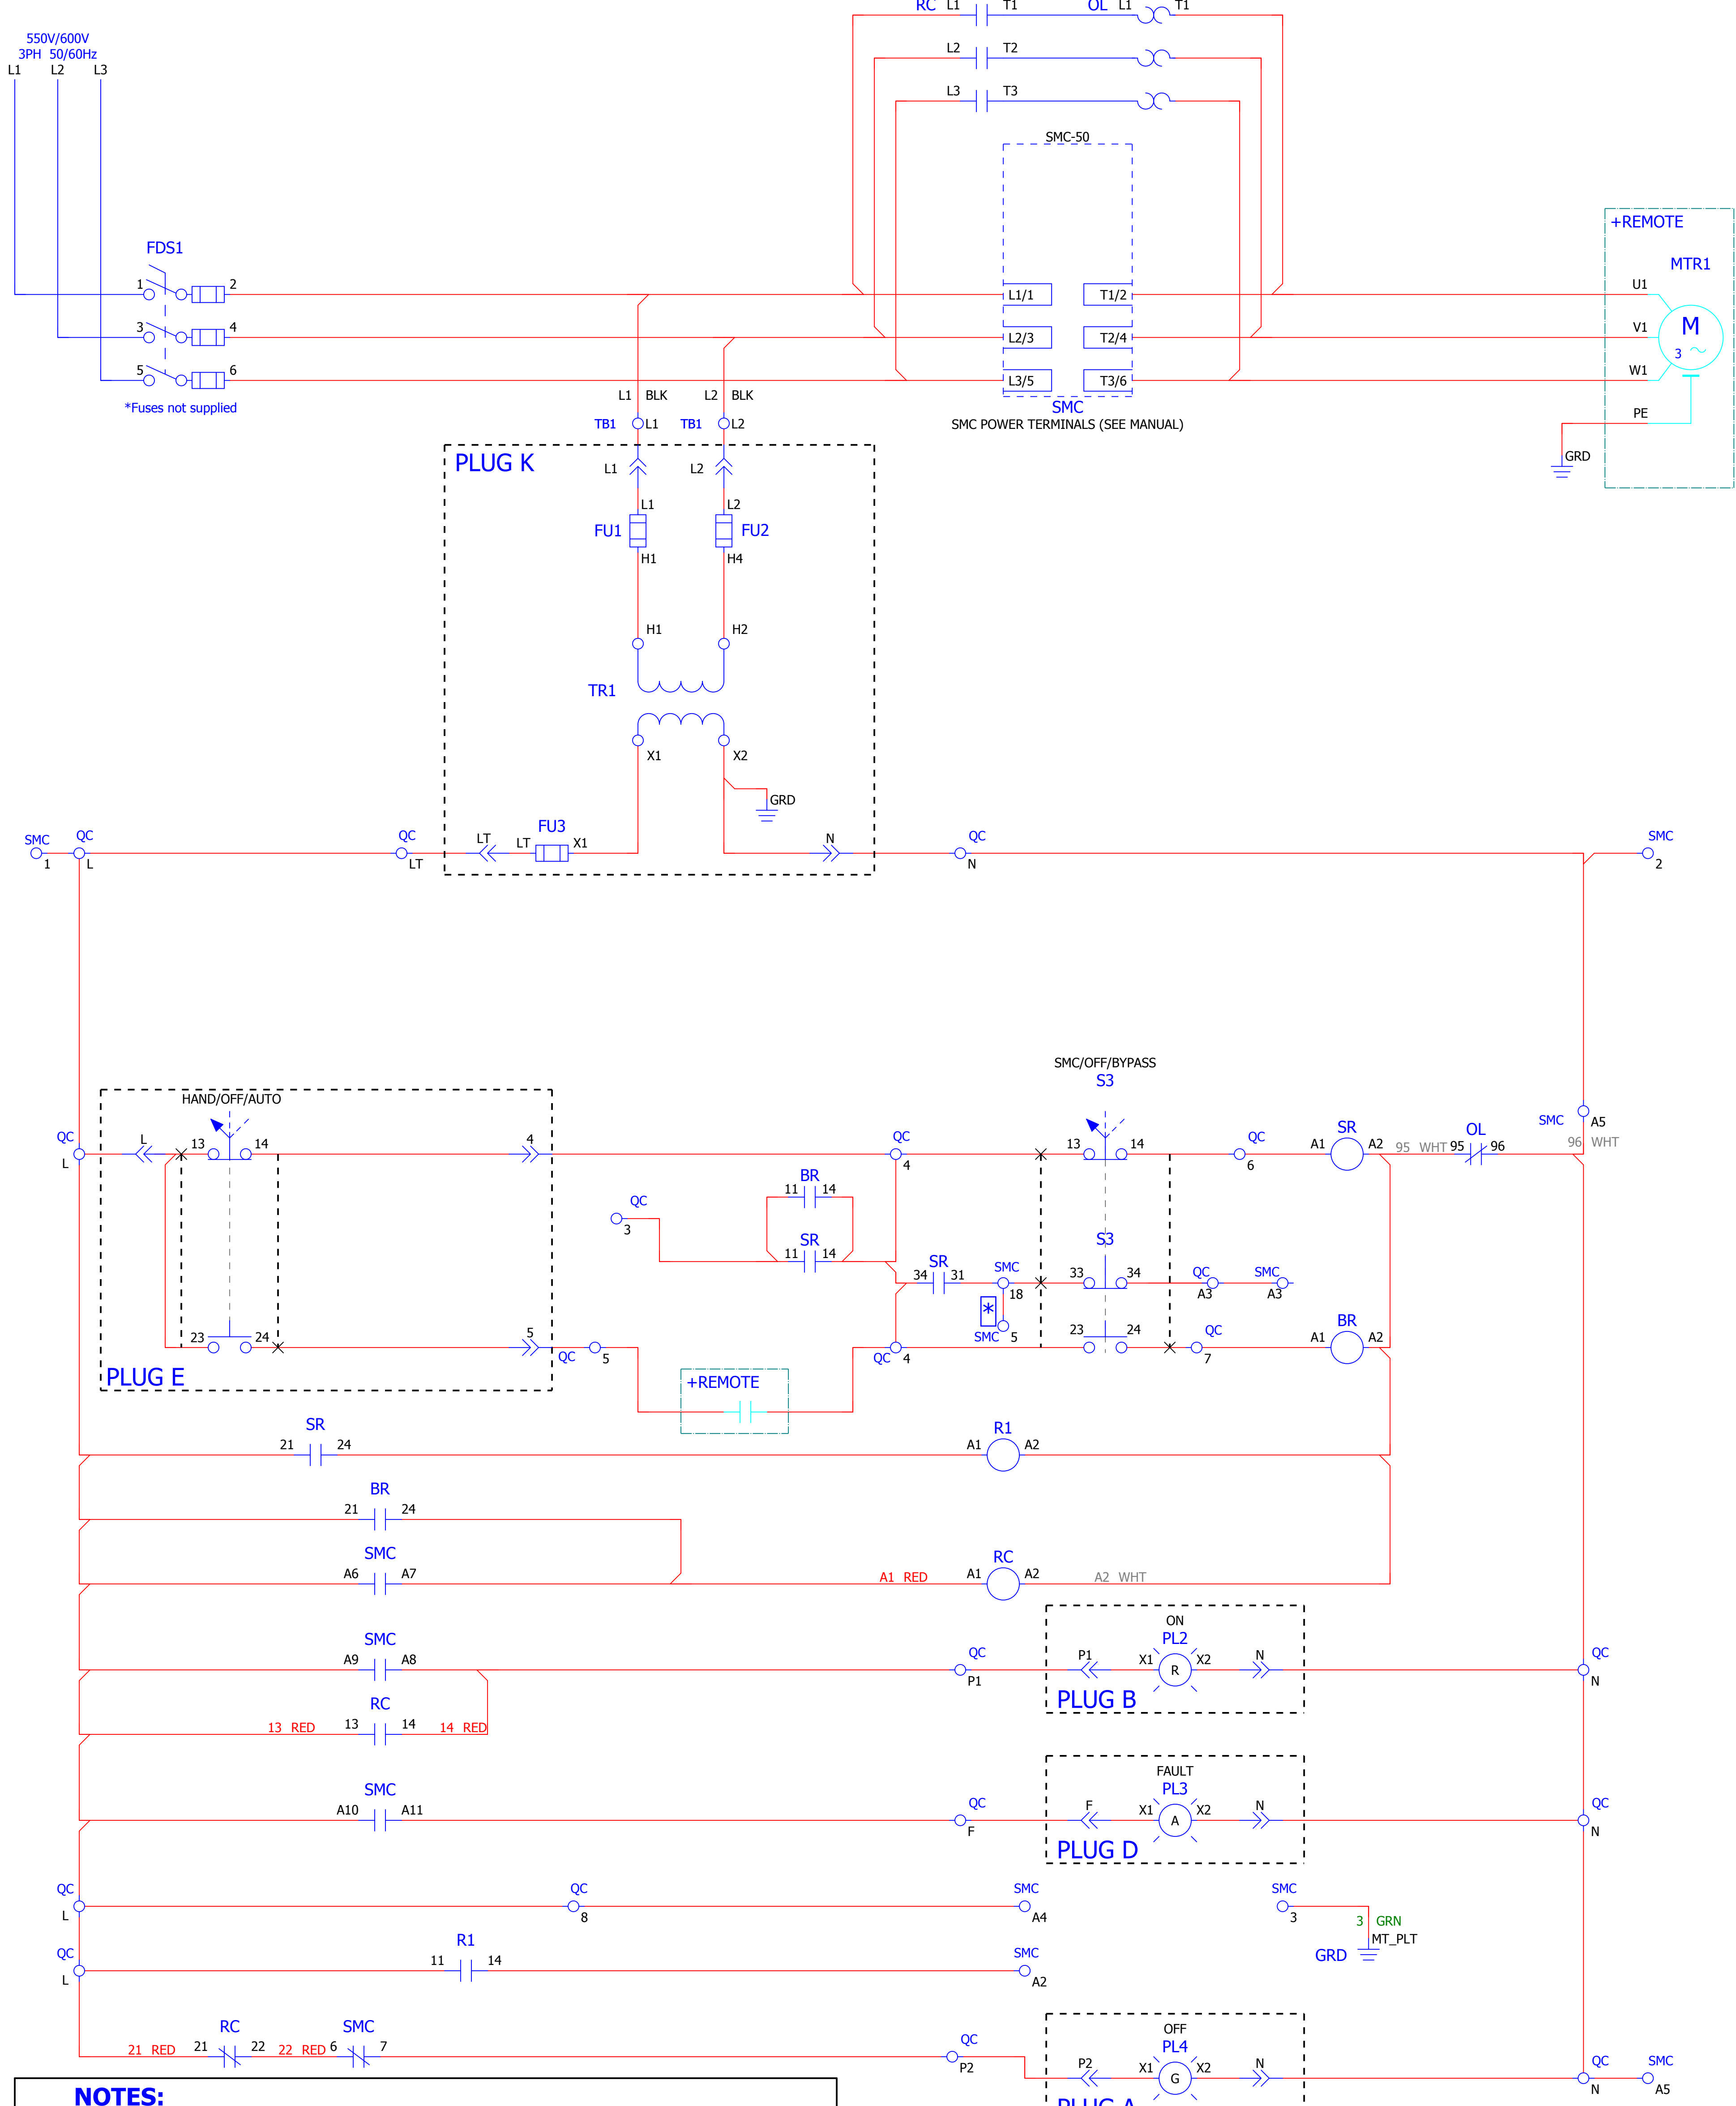 RC L1 T1 OL L1 T1
550V/600V
3PH 50/60Hz
L1 L2 L3
L2 T2
L3 T3
SMC-50
+REMOTE
MTR1
FDS1
1 2 L1/1 T1/2 U1
3 4 L2/3 T2/4 V1
M
3
5 6 L3/5 T3/6 W1
*Fuses not supplied
L1 BLK L2 BLK
SMC
SMC POWER TERMINALS (SEE MANUAL)
PE
GRD
TB1 L1 TB1 L2
PLUG K
L1 L2
L1 L2
FU1 FU2
H1 H4
H1 H2
TR1
X1 X2
GRD
SMC QC QC LT LT FU3 X1 N QC SMC
1 L LT N 2
SMC/OFF/BYPASS
S3
HAND/OFF/AUTO
QC L 13 14 4 QC 13 14 QC SR OL SMC A5
L 4 6 A1 A2 95 WHT 95 96 96 WHT
BR
11 14
QC
3
SR
11 14
S3
SR
34 31 SMC 33 34 QC SMC
18 A3 A3
*
SMC 5
BR
23 24 5 23 24 QC A1 A2
QC 5 QC 4 7
PLUG E
+REMOTE
SR R1
21 24 A1 A2
BR
21 24
SMC RC
A6 A7 A1 RED A1 A2 A2 WHT
ON
SMC PL2
A9 A8 QC P1 X1 R X2 N QC
P1 N
PLUG B
RC
13 RED 13 14 14 RED
FAULT
SMC PL3
A10 A11 QC F X1 A X2 N QC
F N
PLUG D
QC QC SMC SMC
L 8 A4 3
3 GRN
MT_PLT
GRD
QC R1 SMC
L 11 14 A2
OFF
RC SMC PL4
21 RED 21 22 22 RED 6 7 QC P2 X1 G X2 N QC SMC
P2 N A5
PLUG A
NOTES: